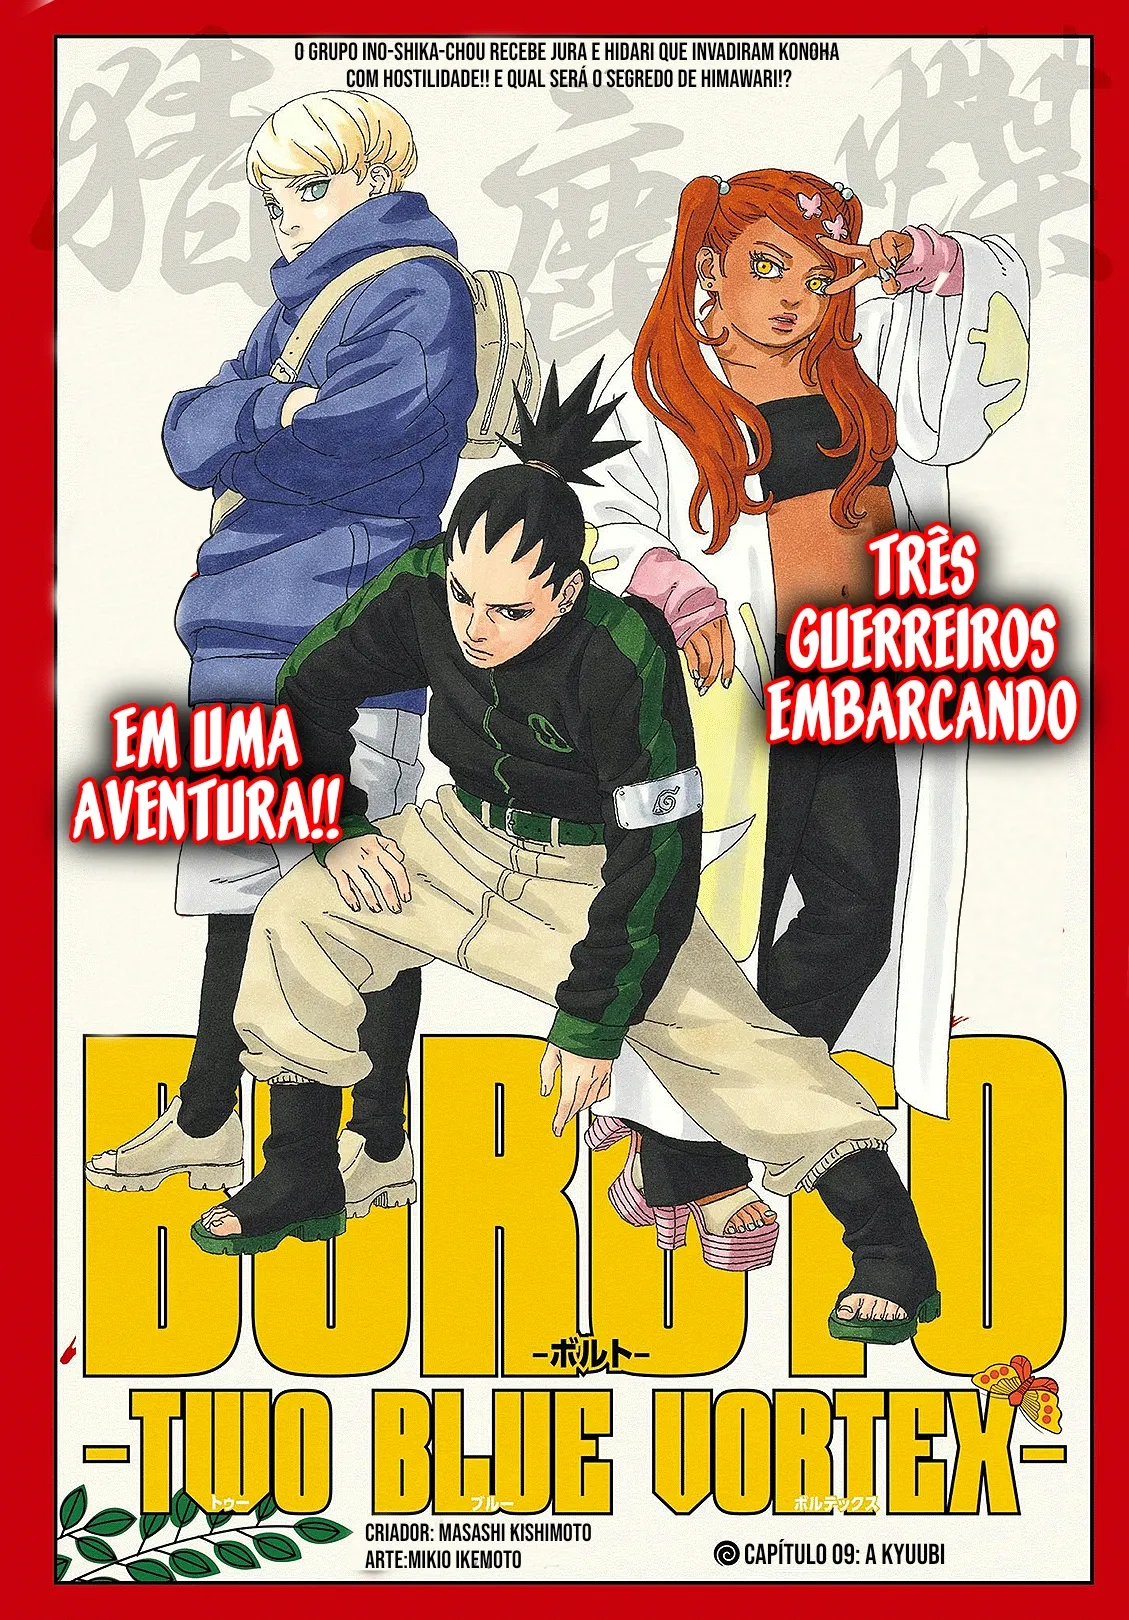 O GRUPO INO-SHIKA-CHOU RECEBE JURA E HIDARI QUE INVADIRAM KONOHA
COM HOSTILIDADE!! E QUAL SERÁ O SEGREDO DE HIMAWARI!?
猪鹿蝶
TRÊS
GUERREIROS
EMBARCANDO
EM UMA
AVENTURA!!
BORUTO
-ボルト-
-TWO BLUE VORTEX-
トゥー ブルー ボルテックス
CRIADOR: MASASHI KISHIMOTO
ARTE:MIKIO IKEMOTO
CAPÍTULO 09: A KYUUBI